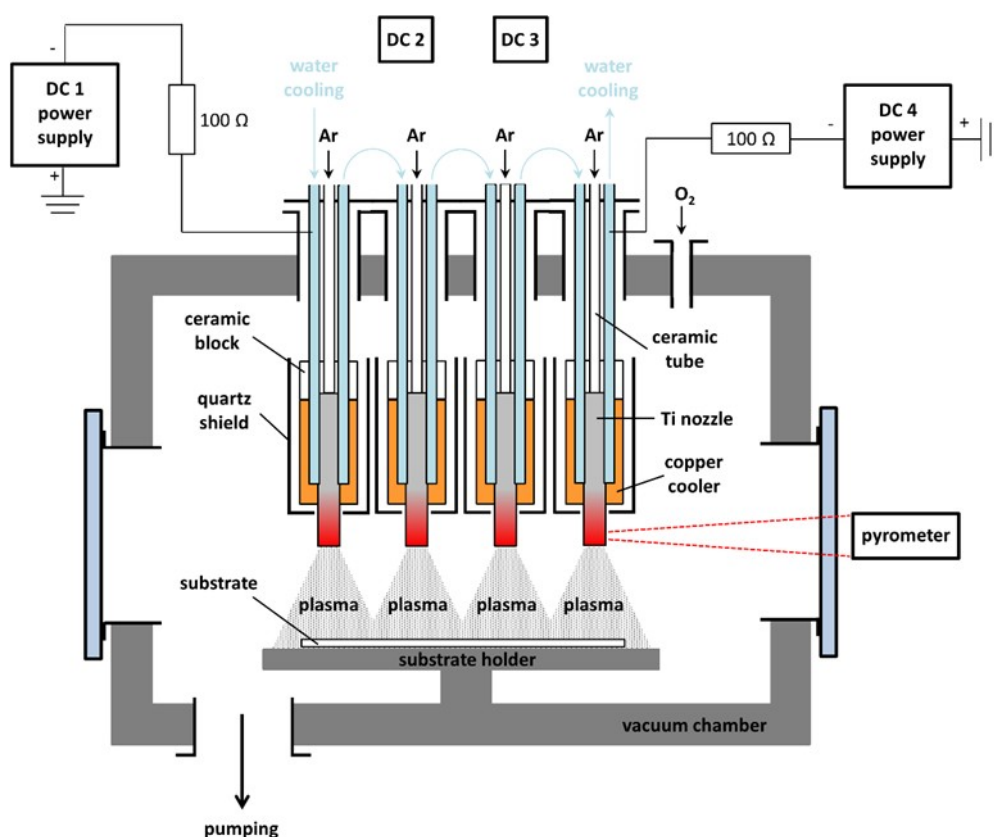 DC 2
DC 3
-
DC 1
power
supply
+
100 Ω
water
cooling
water
cooling
100 Ω
-
DC 4
power
supply
+
Ar
Ar
Ar
Ar
O₂
ceramic
block
quartz
shield
ceramic
tube
Ti nozzle
copper
cooler
pyrometer
substrate
plasma
plasma
plasma
plasma
substrate holder
vacuum chamber
pumping